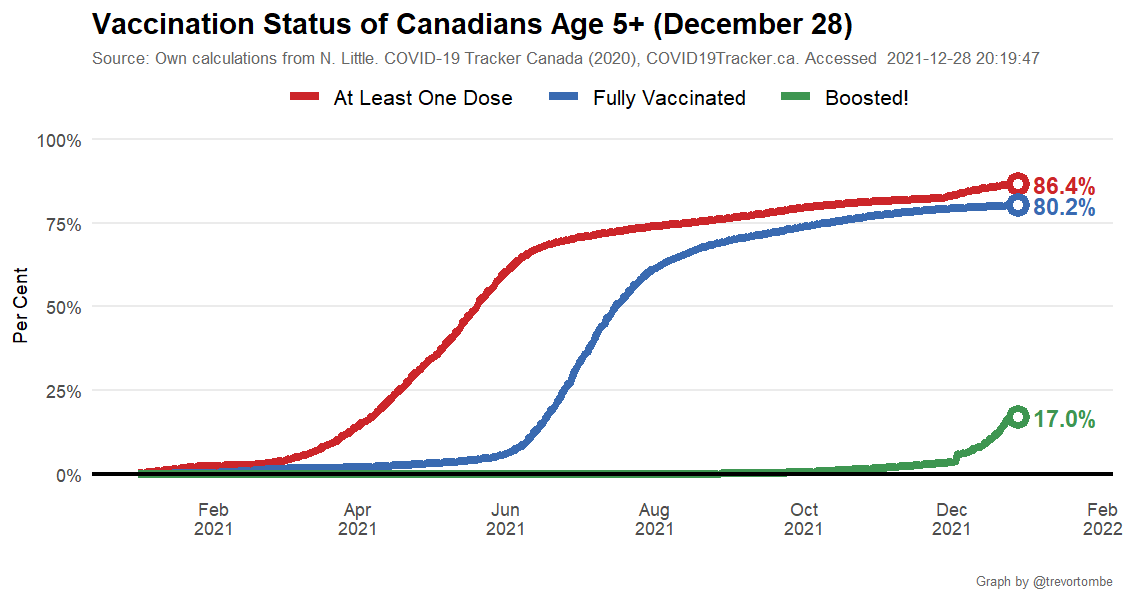 Vaccination Status of Canadians Age 5+ (December 28)
Source: Own calculations from N. Little. COVID-19 Tracker Canada (2020), COVID19Tracker.ca. Accessed  2021-12-28 20:19:47
At Least One Dose Fully Vaccinated Boosted!
Per Cent
100%
75%
50%
25%
0%
86.4%
80.2%
17.0%
Feb Apr Jun Aug Oct Dec Feb
2021 2021 2021 2021 2021 2021 2022
Graph by @trevortombe